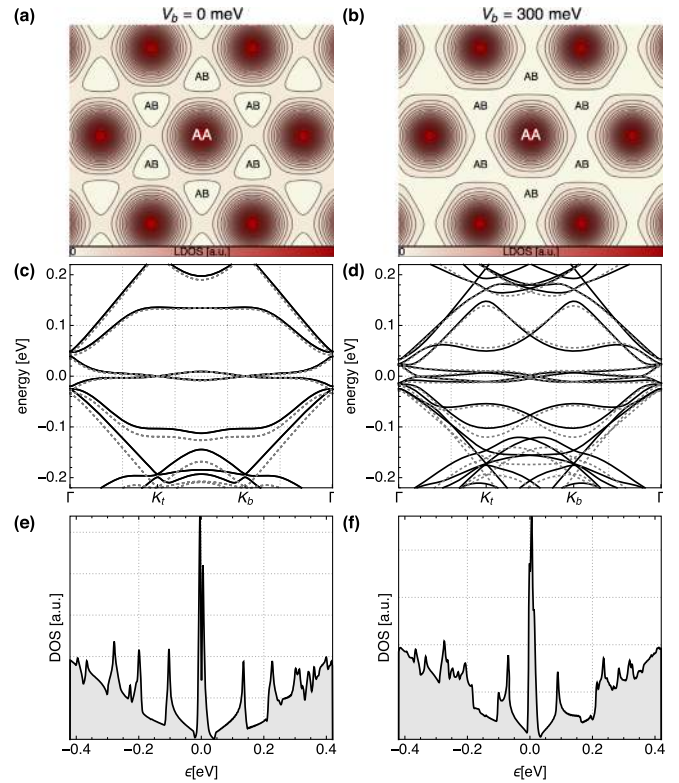 (a) V_b = 0 meV
(b) V_b = 300 meV
AB AB
AB AA AB
AB AB
AB AB
AB AA AB
AB AB
0 LDOS [a.u.]
0 LDOS [a.u.]
(c)
energy [eV]
0.2
0.1
0.0
−0.1
−0.2
Γ K_t K_b Γ
(d)
energy [eV]
0.2
0.1
0.0
−0.1
−0.2
Γ K_t K_b Γ
(e)
DOS [a.u.]
−0.4 −0.2 0.0 0.2 0.4
ϵ[eV]
(f)
DOS [a.u.]
−0.4 −0.2 0.0 0.2 0.4
ϵ[eV]